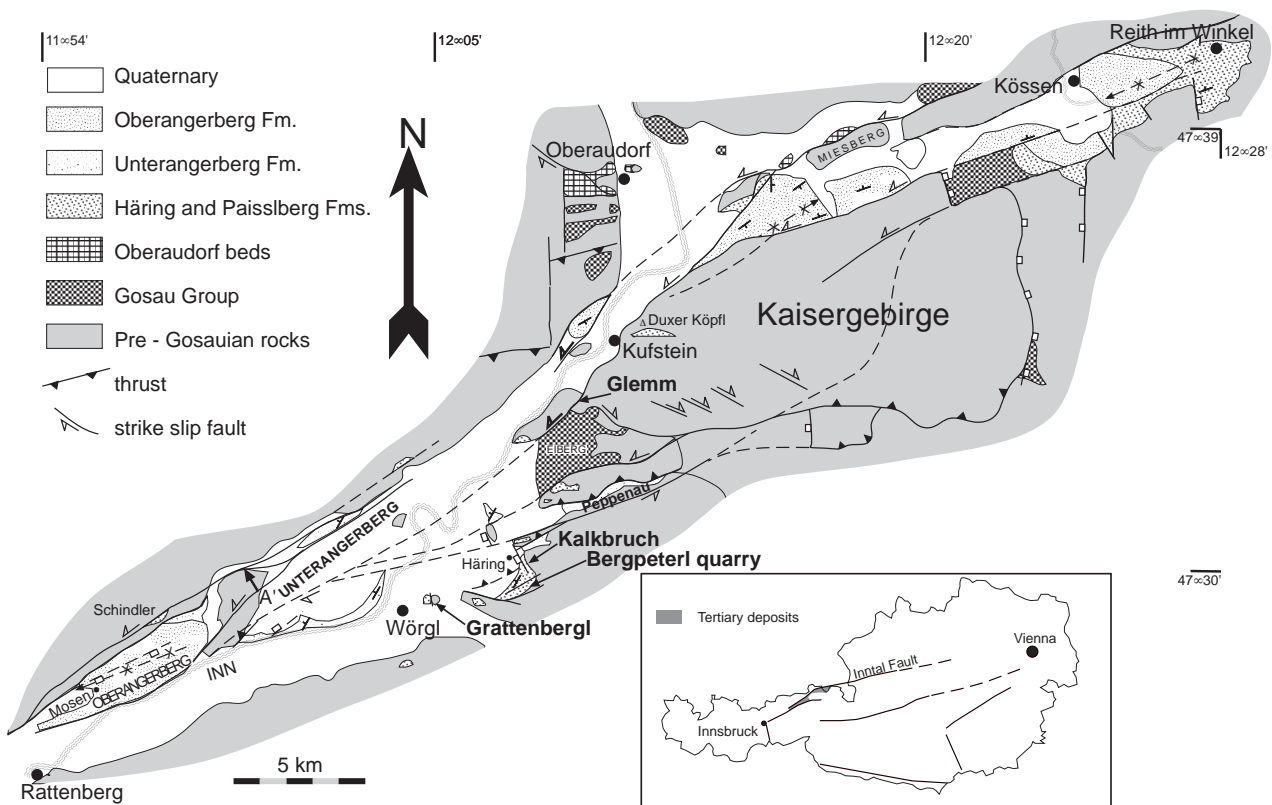 11∞54'
12∞05'
12∞20'
Reith im Winkel
Kössen
47∞39
12∞28'
Quaternary
Oberangerberg Fm.
Unterangerberg Fm.
Häring and Paisslberg Fms.
Oberaudorf beds
Gosau Group
Pre - Gosauian rocks
thrust
strike slip fault
N
Oberaudorf
MIESBERG
Kaisergebirge
Duxer Köpfl
Kufstein
Glemm
EIBERG
Peppenau
Kalkbruch
Bergpeterl quarry
Häring
UNTERANGERBERG
A'
Schindler
Wörgl
Grattenbergl
INN
OBERANGERBERG
Mosen
Rattenberg
5 km
47∞30'
Tertiary deposits
Vienna
Inntal Fault
Innsbruck